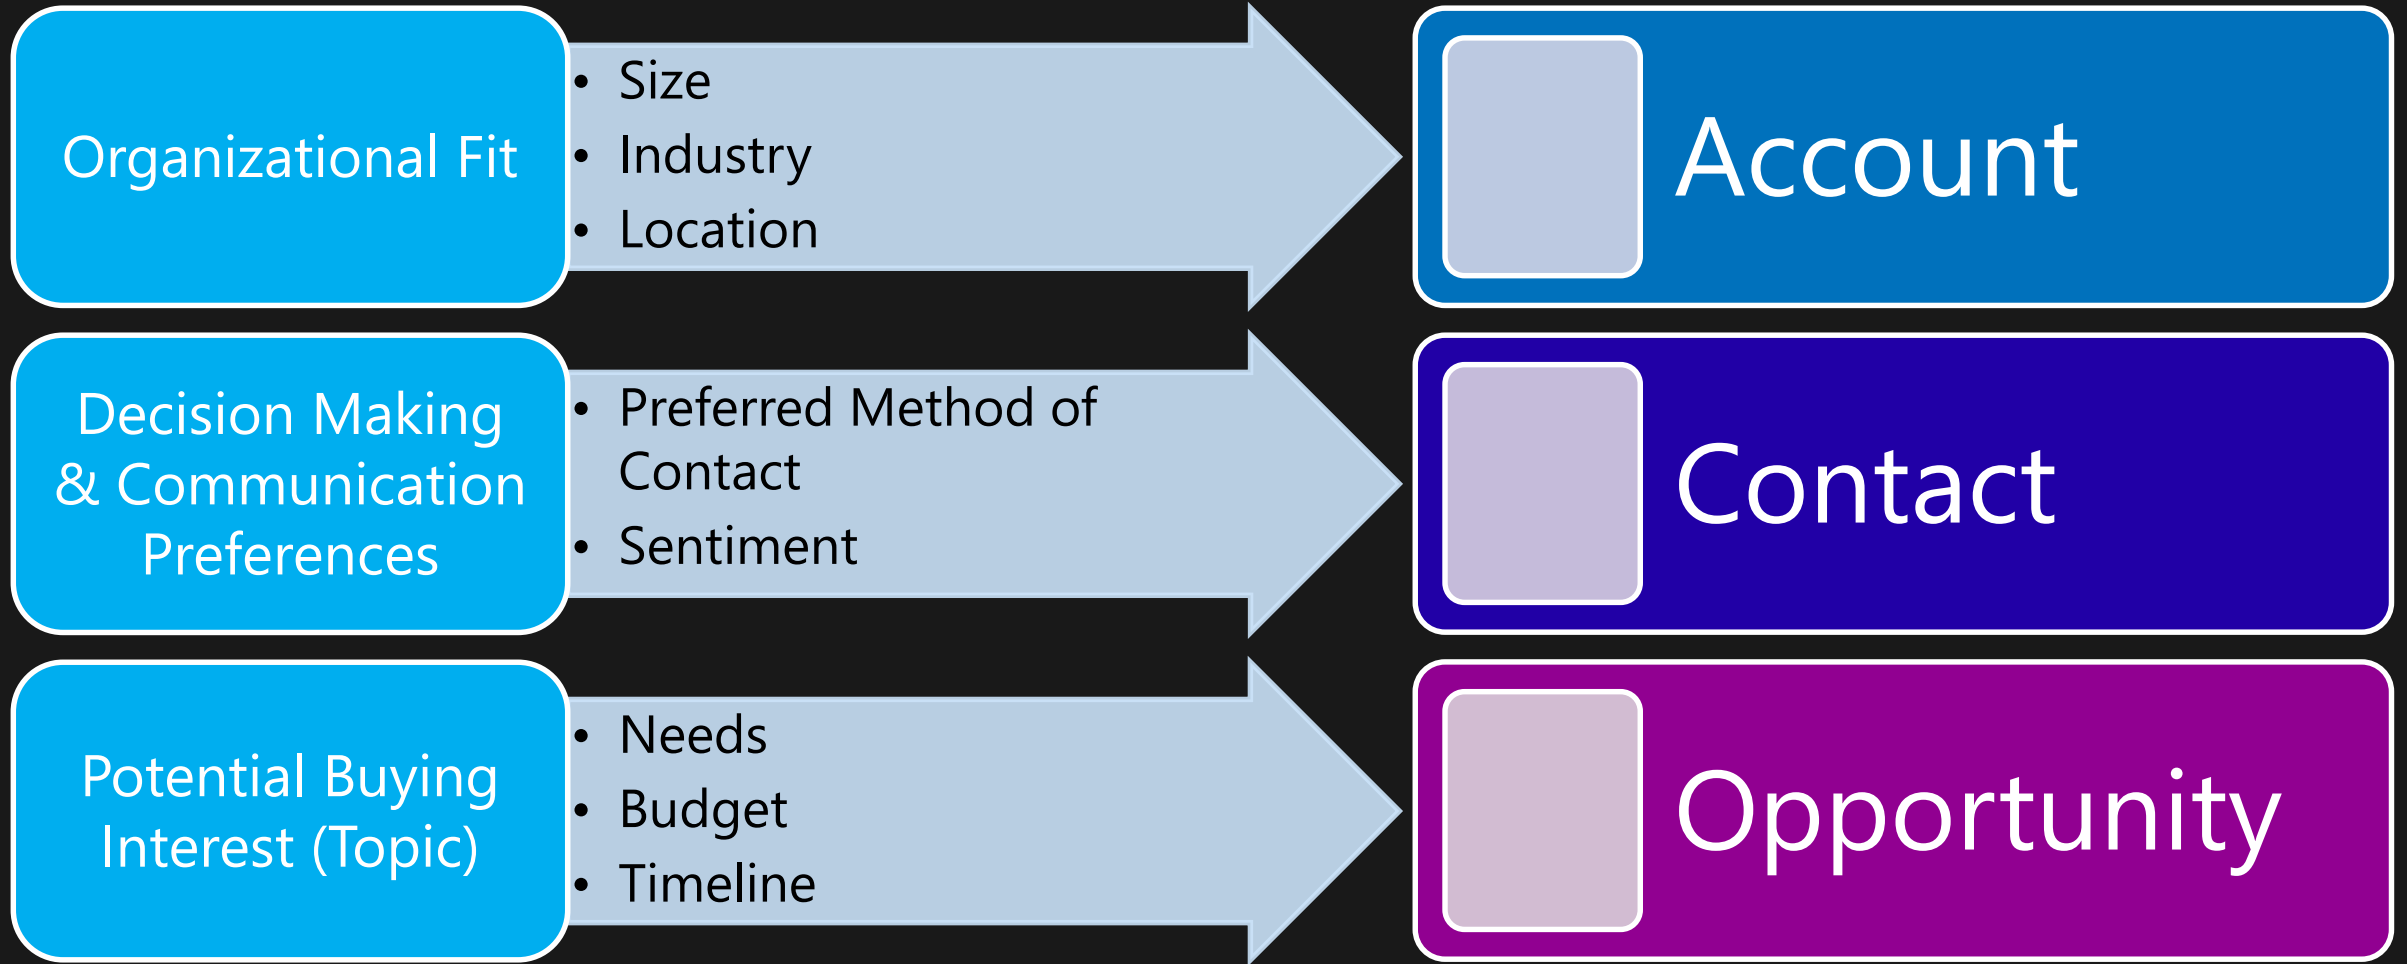 Organizational Fit
• Size
• Industry
• Location
Account
Decision Making
& Communication
Preferences
• Preferred Method of
Contact
• Sentiment
Contact
Potential Buying
Interest (Topic)
• Needs
• Budget
• Timeline
Opportunity